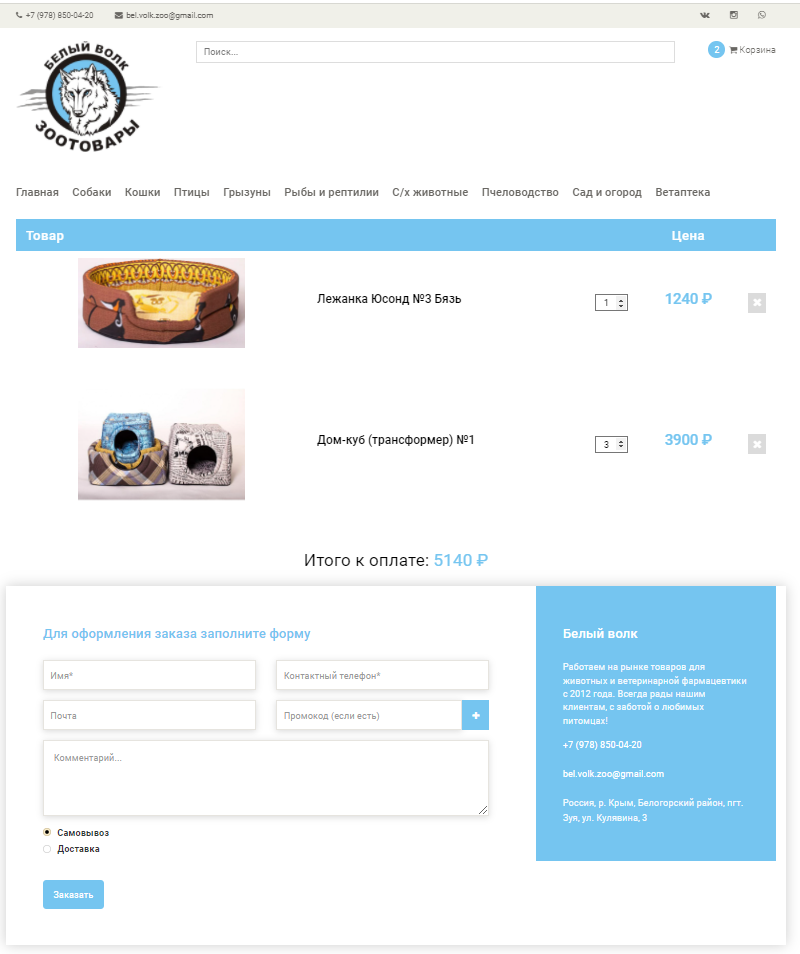 +7 (978) 850-04-20 bel.volk.zoo@gmail.com
БЕЛЫЙ ВОЛК
ЗООТОВАРЫ
Поиск...
2 Корзина
Главная Собаки Кошки Птицы Грызуны Рыбы и рептилии С/х животные Пчеловодство Сад и огород Ветаптека
Товар Цена
Лежанка Юсонд №3 Бязь 1 1240 ₽
Дом-куб (трансформер) №1 3 3900 ₽
Итого к оплате: 5140 ₽
Для оформления заказа заполните форму
Имя* Контактный телефон*
Почта Промокод (если есть) +
Комментарий...
Самовывоз
Доставка
Заказать
Белый волк
Работаем на рынке товаров для
животных и ветеринарной фармацевтики
с 2012 года. Всегда рады нашим
клиентам, с заботой о любимых
питомцах!
+7 (978) 850-04-20
bel.volk.zoo@gmail.com
Россия, р. Крым, Белогорский район, пгт.
Зуя, ул. Кулявина, 3